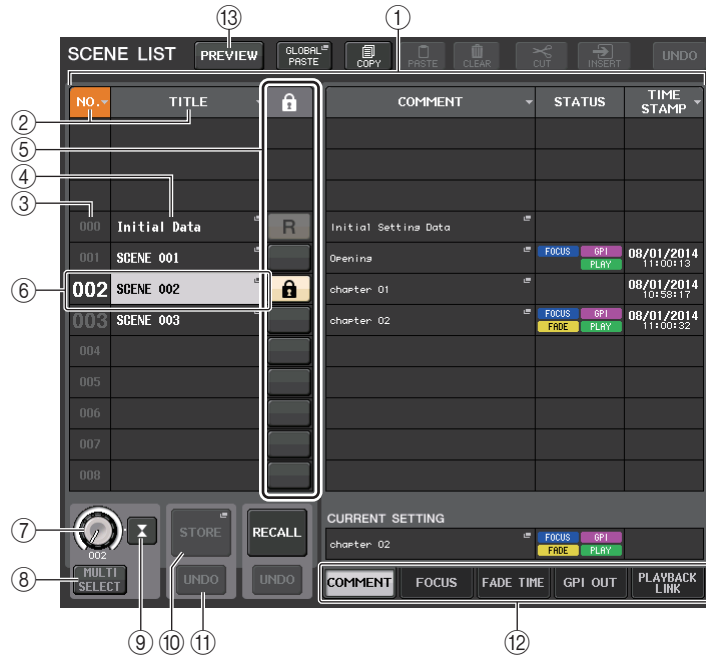 ⑬ ①
SCENE LIST PREVIEW GLOBAL PASTE COPY PASTE CLEAR CUT INSERT UNDO
NO. TITLE COMMENT STATUS TIME STAMP
②
⑤
④
③
000 Initial Data R Initial Setting Data
001 SCENE 001 Opening FOCUS GPI PLAY 08/01/2014 11:00:13
⑥ 002 SCENE 002 chapter 01 08/01/2014 10:58:17
003 SCENE 003 chapter 02 FOCUS GPI FADE PLAY 08/01/2014 11:00:32
004
005
006
007
008
⑦ 002 STORE RECALL
CURRENT SETTING
chapter 02 FOCUS GPI FADE PLAY
⑧ MULTI SELECT UNDO UNDO COMMENT FOCUS FADE TIME GPI OUT PLAYBACK LINK
⑨ ⑩ ⑪ ⑫